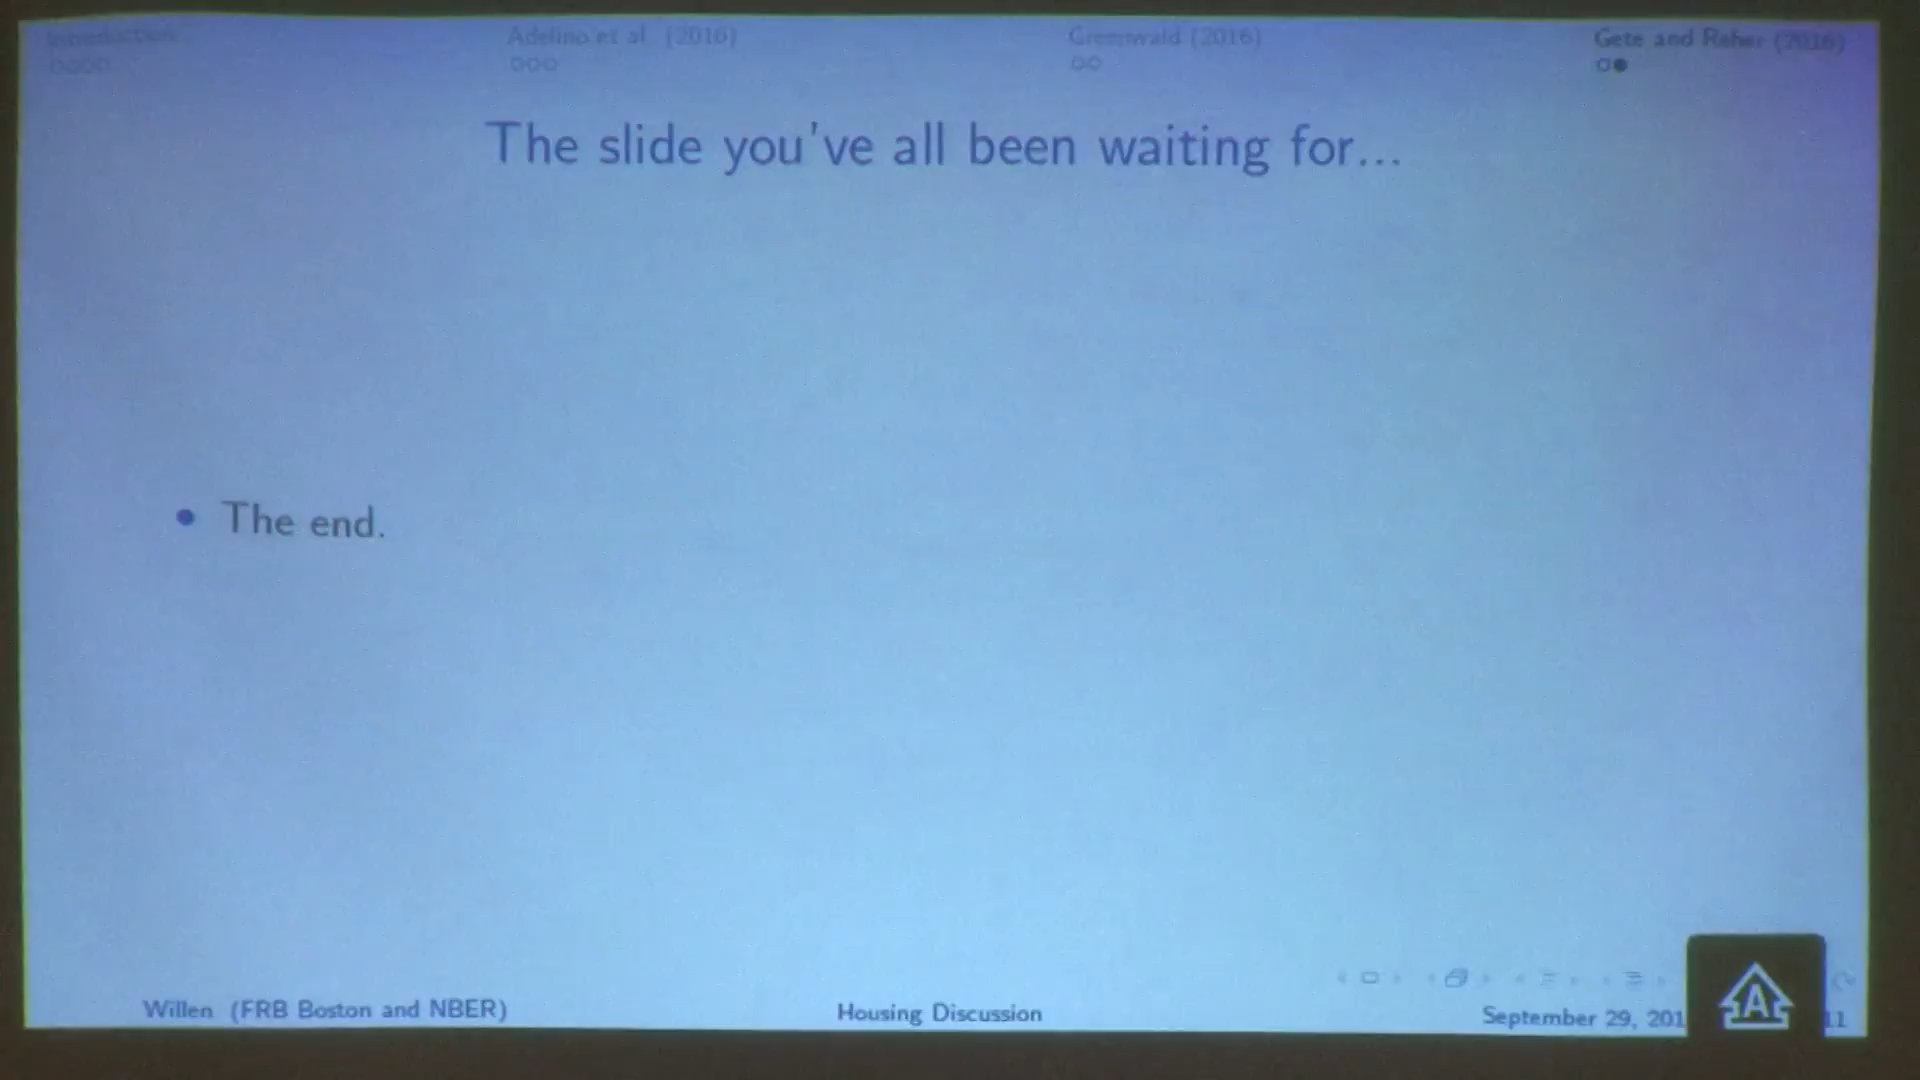 Introduction
Adelino et al. (2016)
Greenwald (2016)
Gete and Reher (2016)
The slide you've all been waiting for...
• The end.
Willen (FRB Boston and NBER)
Housing Discussion
September 29, 201
11
A